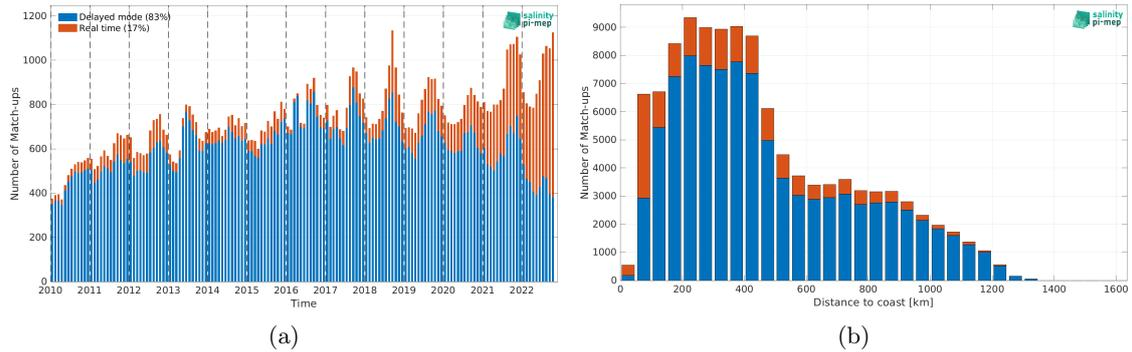 1200
1000
800
600
400
200
0
Number of Match-ups
Delayed mode (83%)
Real time (17%)
salinity
pi-mep
2010 2011 2012 2013 2014 2015 2016 2017 2018 2019 2020 2021 2022
Time
(a)
9000
8000
7000
6000
5000
4000
3000
2000
1000
0
Number of Match-ups
salinity
pi-mep
0 200 400 600 800 1000 1200 1400 1600
Distance to coast [km]
(b)